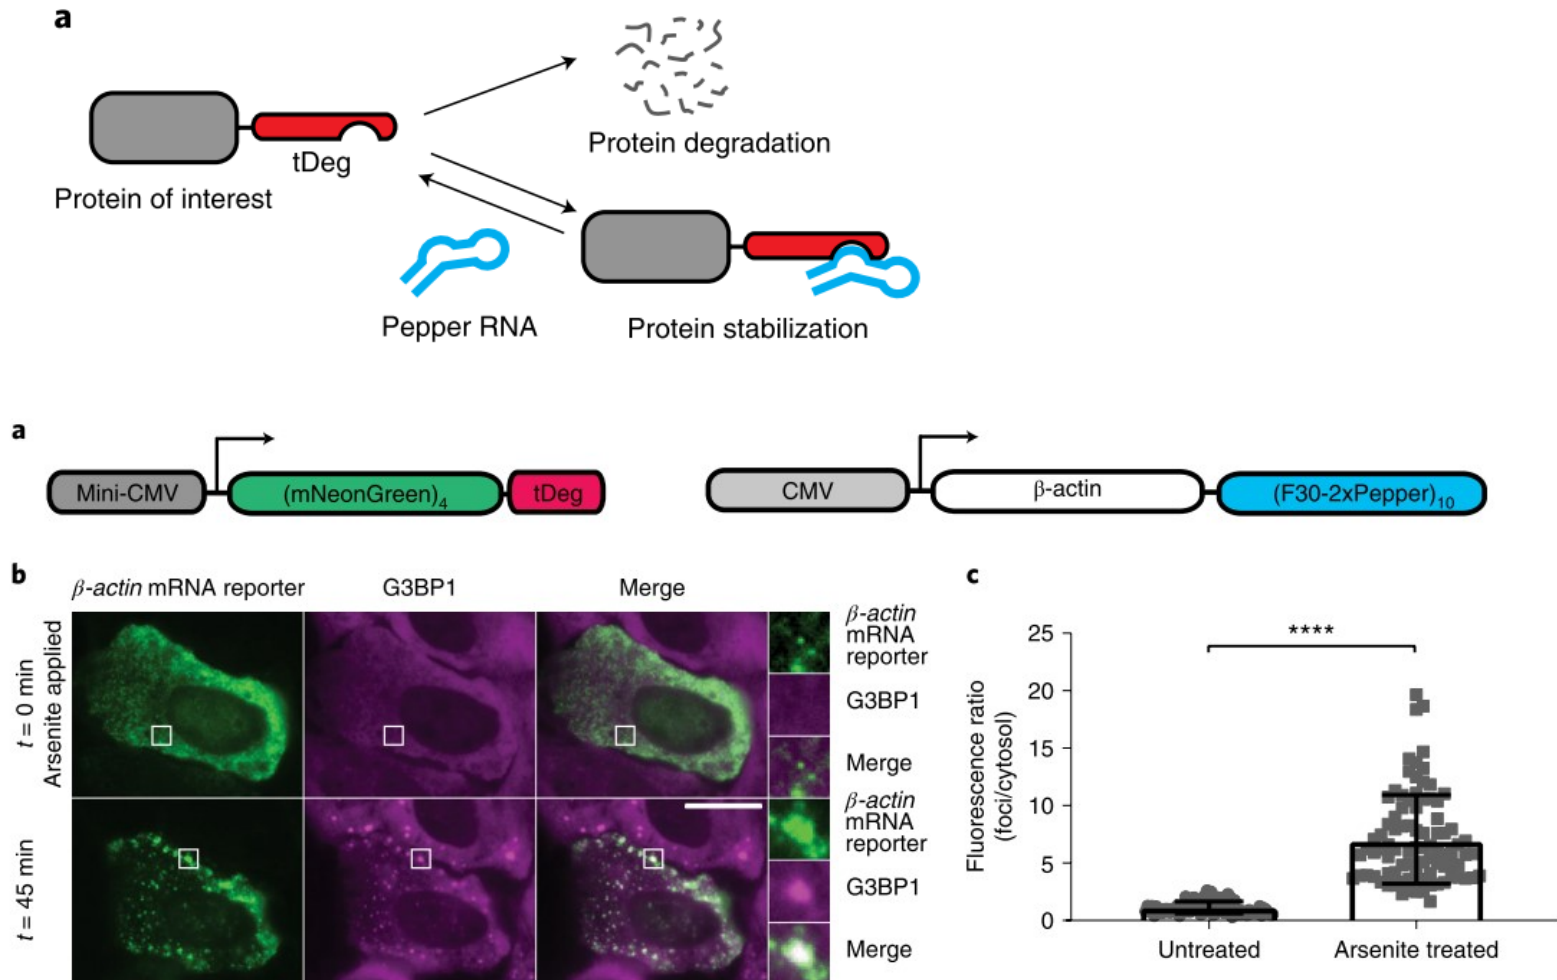 a
Protein degradation
tDeg
Protein of interest
Pepper RNA
Protein stabilization
a
Mini-CMV
(mNeonGreen)4
tDeg
CMV
β-actin
(F30-2xPepper)10
b
β-actin mRNA reporter
G3BP1
Merge
t = 0 min
Arsenite applied
t = 45 min
β-actin
mRNA
reporter
G3BP1
Merge
β-actin
mRNA
reporter
G3BP1
Merge
c
Fluorescence ratio
(foci/cytosol)
25
20
15
10
5
0
****
Untreated
Arsenite treated